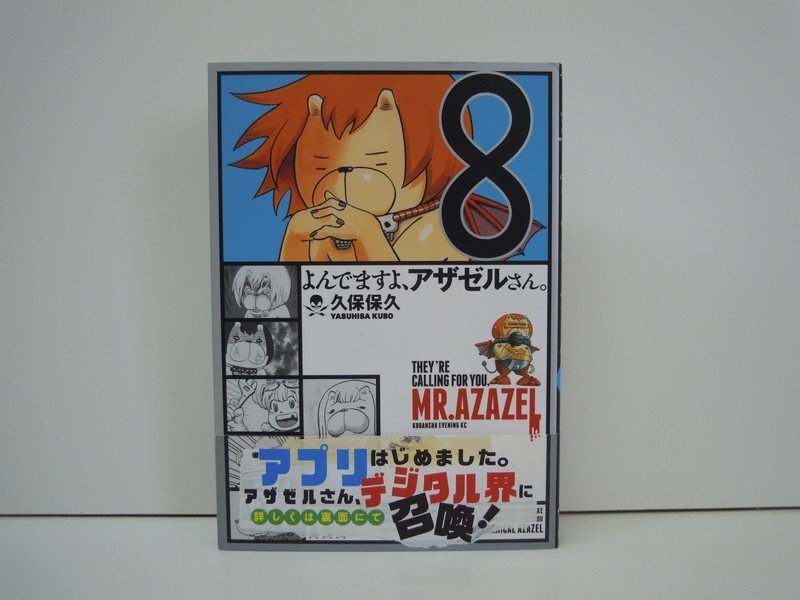 8
よんでますよ、アザゼルさん。
久保保久
YASUHISA KUBO
THEY'RE
CALLING FOR YOU,
MR.AZAZEL
KODANSHA EVENING KC
アプリはじめました。
アザゼルさん、デジタル界に
召喚!
詳しくは裏面にて